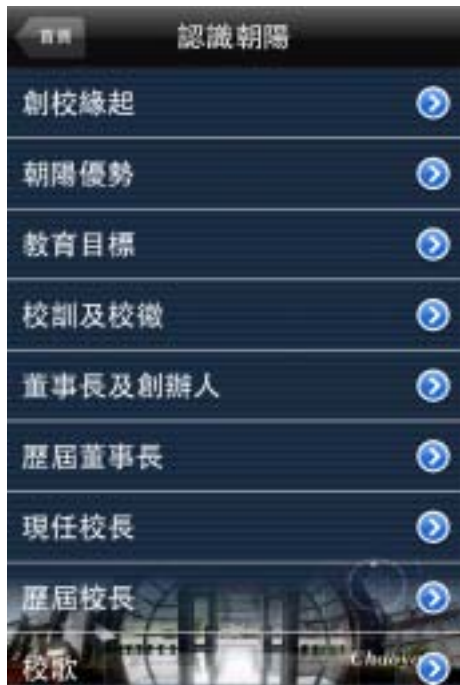 首頁
認識朝陽
創校緣起
朝陽優勢
教育目標
校訓及校徽
董事長及創辦人
歷屆董事長
現任校長
歷屆校長
校歌